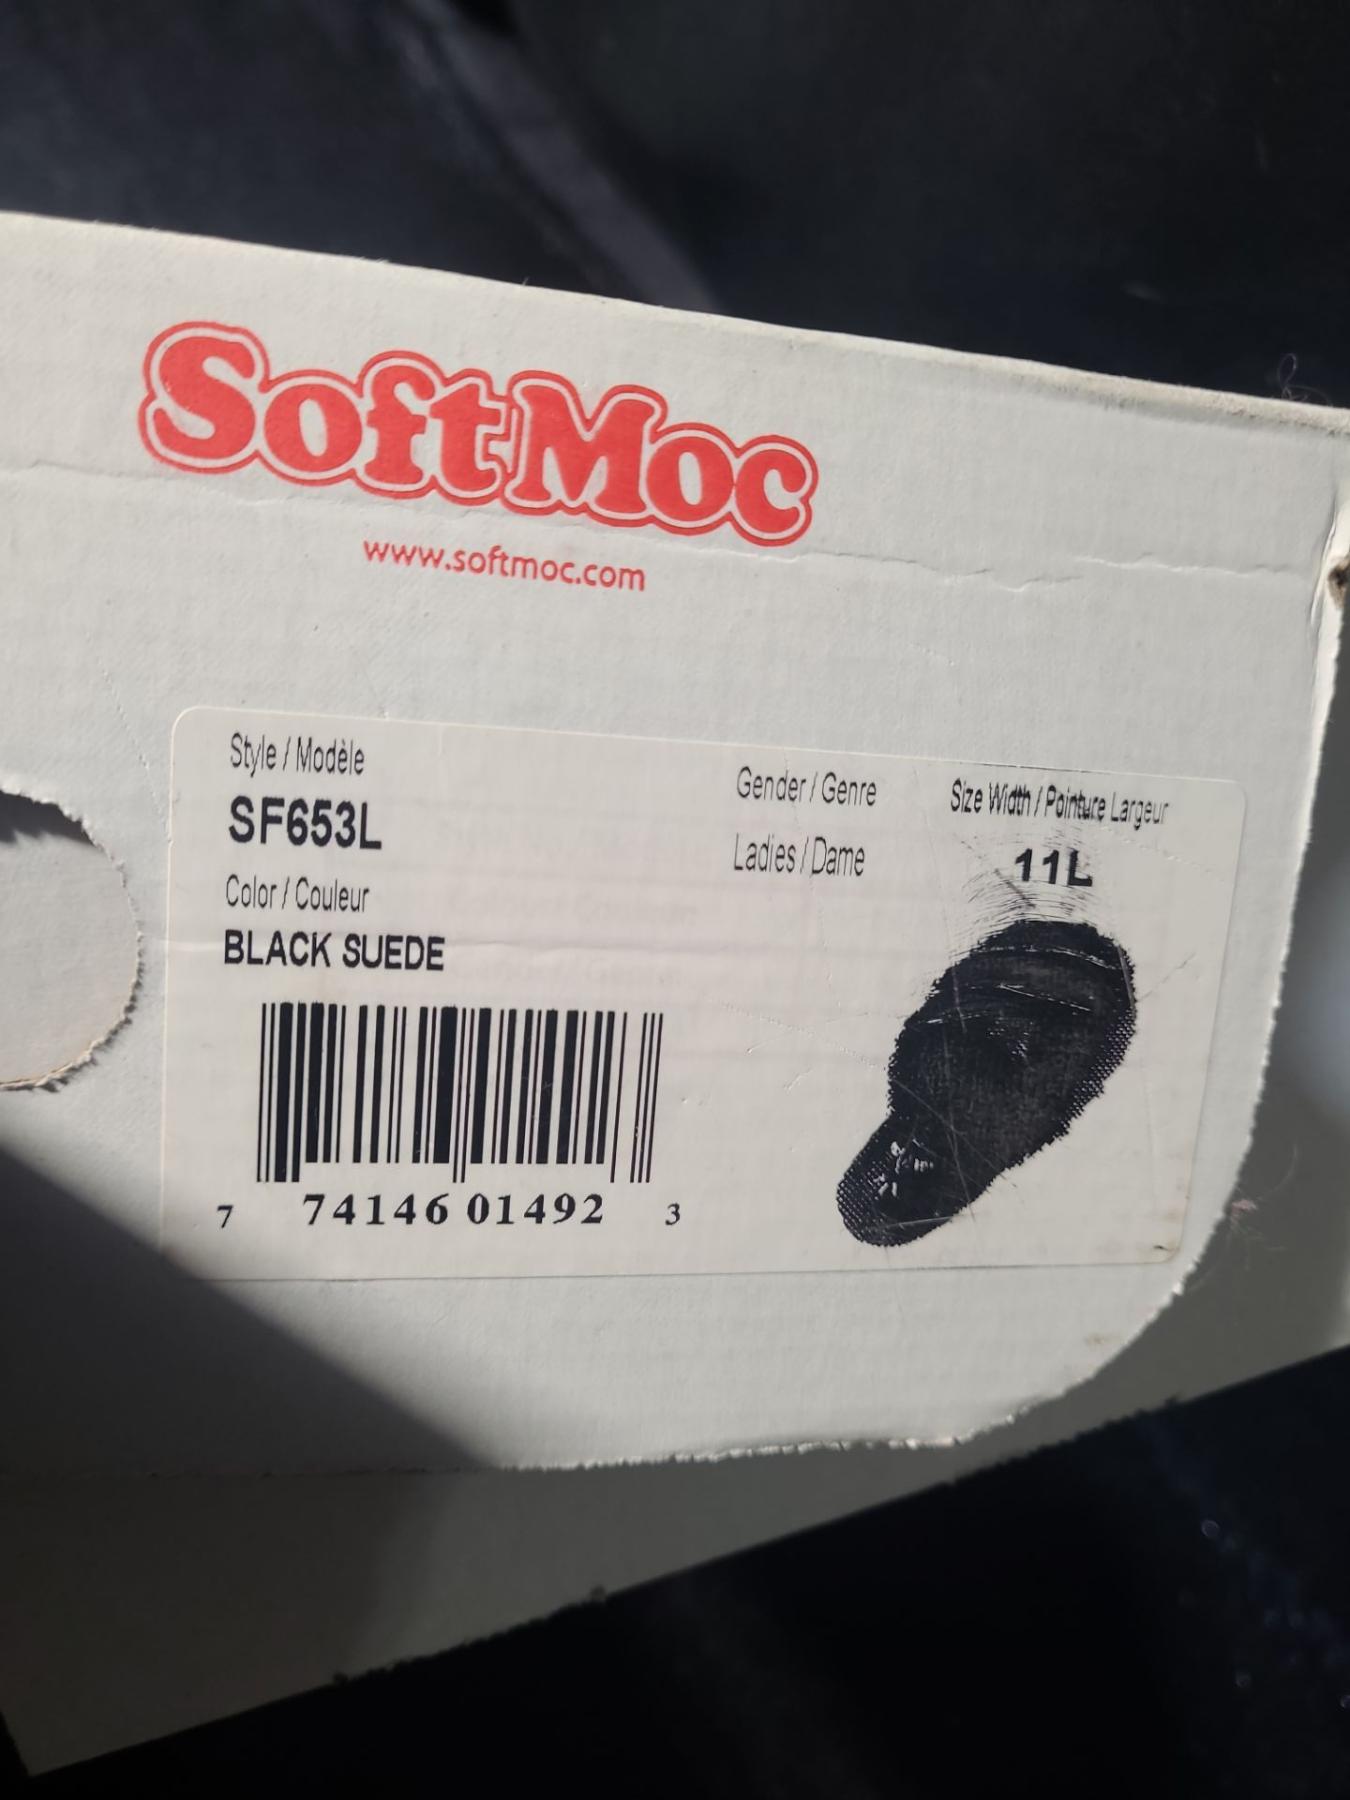 SoftMoc
www.softmoc.com
Style / Modèle
SF653L
Color / Couleur
BLACK SUEDE
Gender / Genre
Ladies / Dame
Size Width / Pointure Largeur
11L
7 74146 01492 3